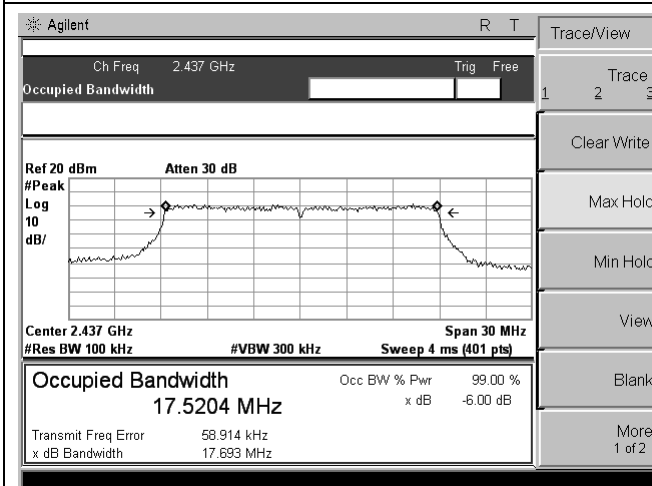 Agilent R T
Ch Freq 2.437 GHz Trig Free
Occupied Bandwidth
Ref 20 dBm Atten 30 dB
#Peak
Log
10
dB/
Center 2.437 GHz Span 30 MHz
#Res BW 100 kHz #VBW 300 kHz Sweep 4 ms (401 pts)
Occupied Bandwidth
17.5204 MHz
Occ BW % Pwr 99.00 %
x dB -6.00 dB
Transmit Freq Error 58.914 kHz
x dB Bandwidth 17.693 MHz
Trace/View
Trace
1 2 3
Clear Write
Max Hold
Min Hold
View
Blank
More
1 of 2